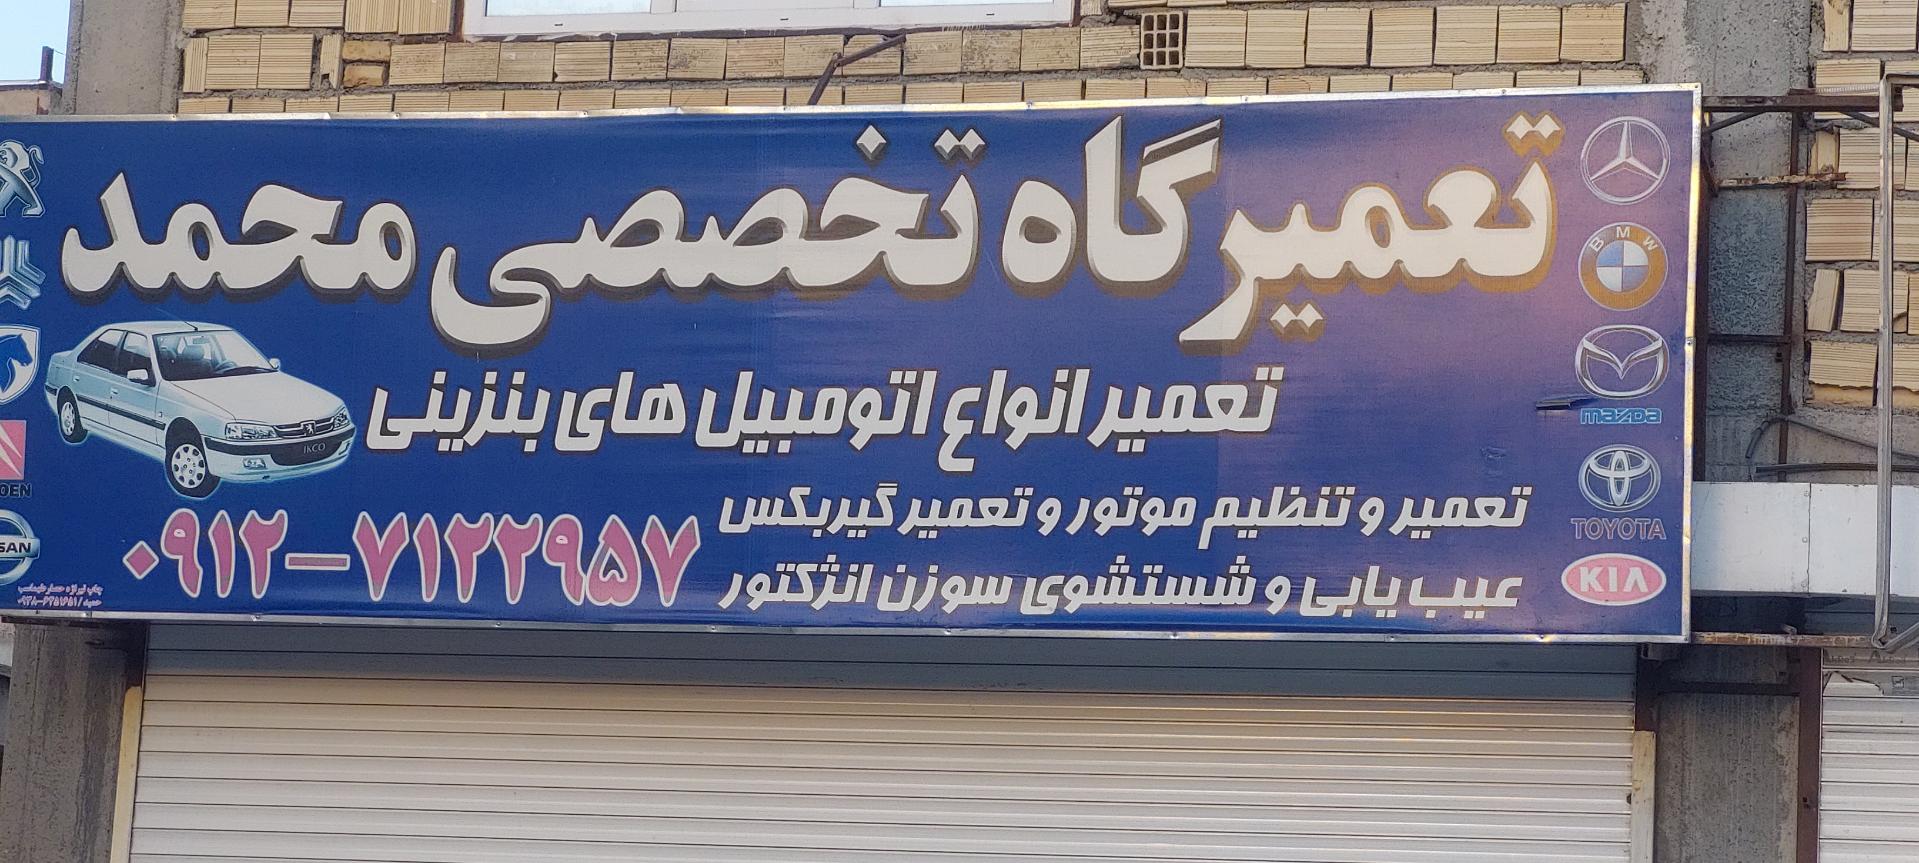 تعمیرگاه تخصصی محمد
تعمیر انواع اتومبیل های بنزینی
تعمیر و تنظیم موتور و تعمیر گیربکس
عیب یابی و شستشوی سوزن انژکتور
۰۹۱۲-۷۱۲۲۹۵۷
BMW
mazda
TOYOTA
KIA
IKCO